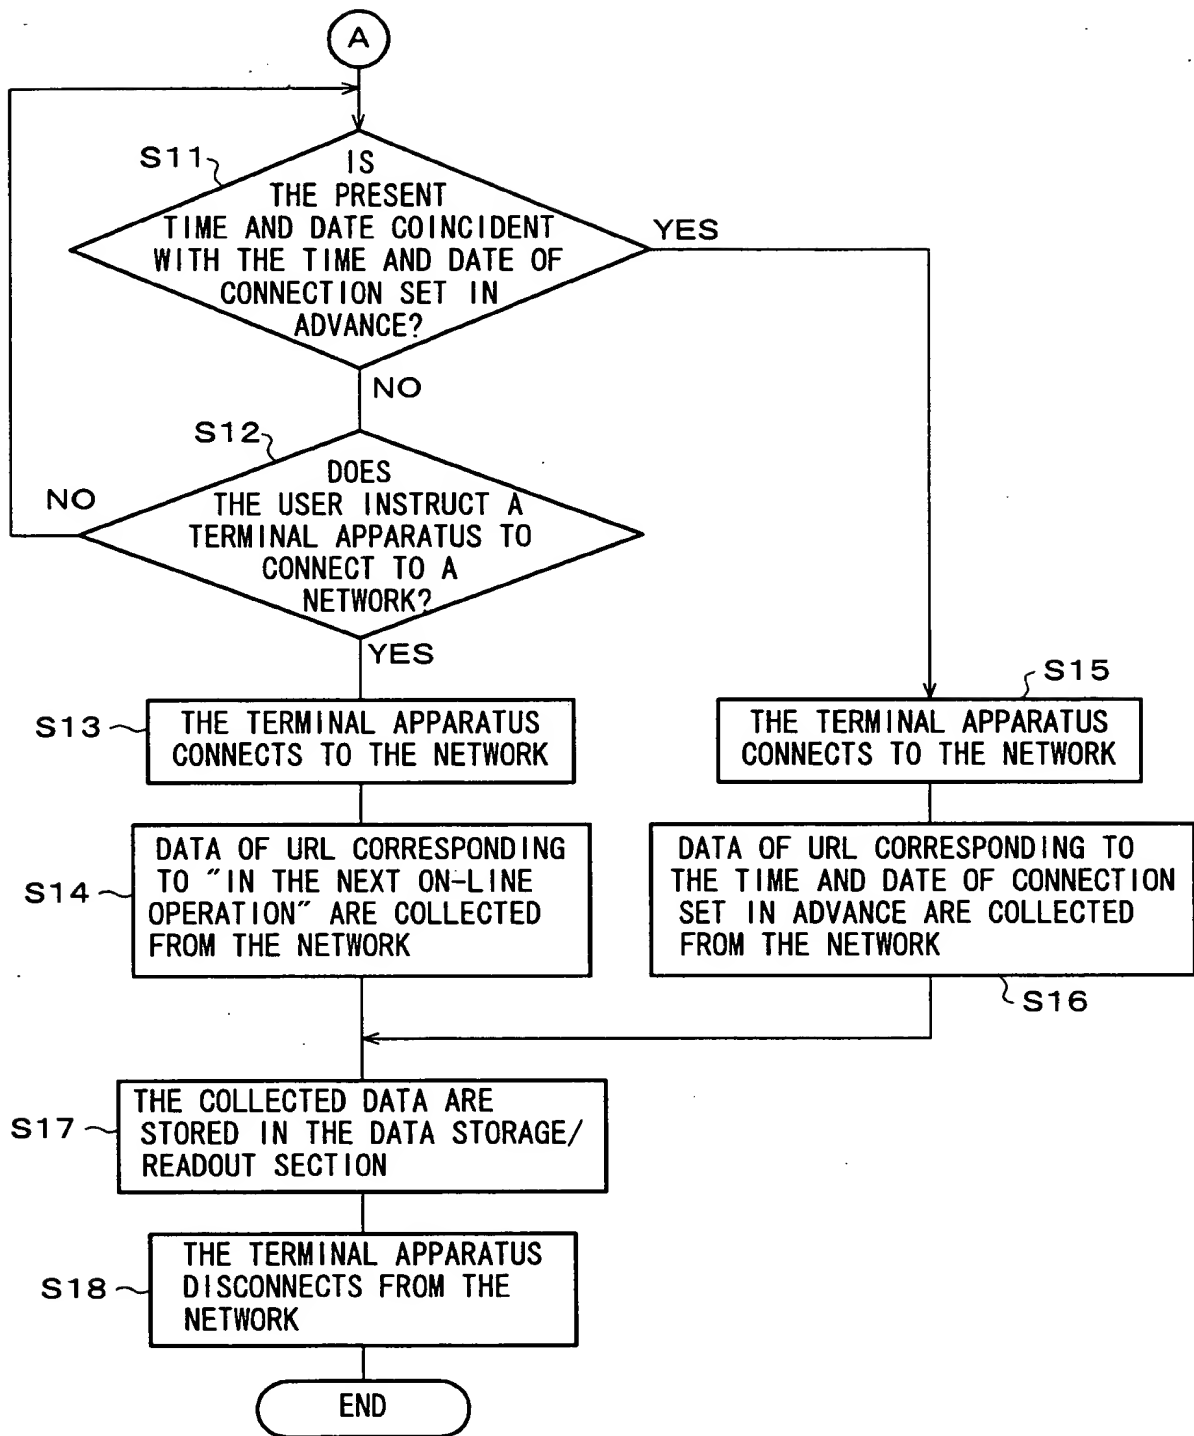 A
S11
IS
THE PRESENT
TIME AND DATE COINCIDENT
WITH THE TIME AND DATE OF
CONNECTION SET IN
ADVANCE?
YES
NO
S12
DOES
THE USER INSTRUCT A
TERMINAL APPARATUS TO
CONNECT TO A
NETWORK?
NO
YES
S13
THE TERMINAL APPARATUS
CONNECTS TO THE NETWORK
S15
THE TERMINAL APPARATUS
CONNECTS TO THE NETWORK
S14
DATA OF URL CORRESPONDING
TO "IN THE NEXT ON-LINE
OPERATION" ARE COLLECTED
FROM THE NETWORK
DATA OF URL CORRESPONDING TO
THE TIME AND DATE OF CONNECTION
SET IN ADVANCE ARE COLLECTED
FROM THE NETWORK
S16
S17
THE COLLECTED DATA ARE
STORED IN THE DATA STORAGE/
READOUT SECTION
S18
THE TERMINAL APPARATUS
DISCONNECTS FROM THE
NETWORK
END